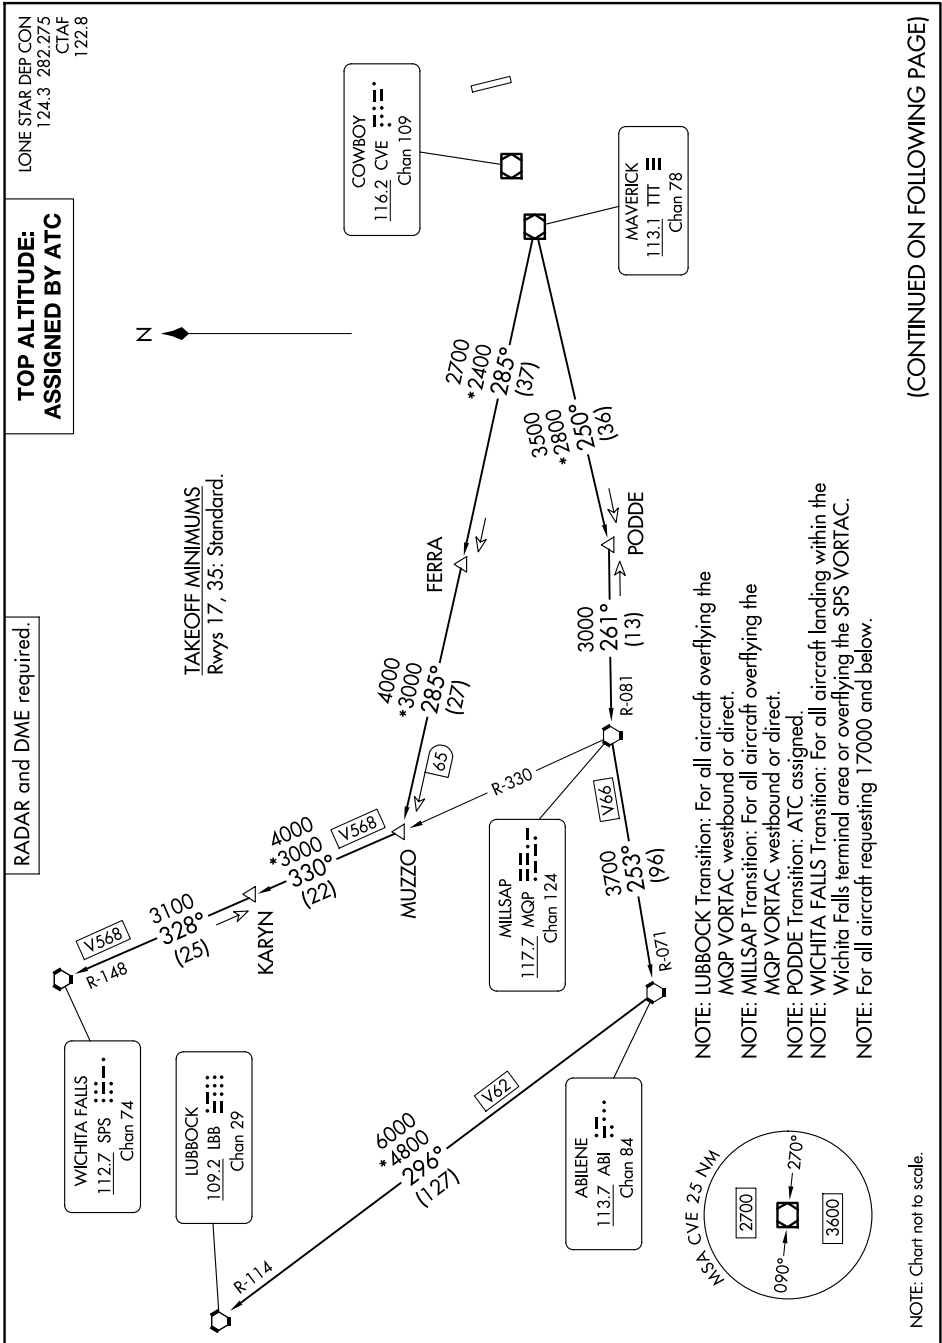 LONE STAR DEP CON
124.3 282.275
CTAF
122.8
TOP ALTITUDE:
ASSIGNED BY ATC
RADAR and DME required.
TAKEOFF MINIMUMS
Rwys 17, 35: Standard.
N
COWBOY
116.2 CVE
Chan 109
MAVERICK
113.1 TTT
Chan 78
2700
*2400
285°
(37)
3500
*2800
250°
(36)
FERRA
PODDE
4000
*3000
285°
(27)
65
3000
261°
(13)
R-081
MUZZO
R-330
4000
*3000
330°
(22)
V568
KARYN
3100
328°
(25)
V568
R-148
WICHITA FALLS
112.7 SPS
Chan 74
MILLSAP
117.7 MQP
Chan 124
V66
3700
253°
(96)
R-071
ABILENE
113.7 ABI
Chan 84
V62
6000
*4800
296°
(127)
R-114
LUBBOCK
109.2 LBB
Chan 29
NOTE: LUBBOCK Transition: For all aircraft overflying the
MQP VORTAC westbound or direct.
NOTE: MILLSAP Transition: For all aircraft overflying the
MQP VORTAC westbound or direct.
NOTE: PODDE Transition: ATC assigned.
NOTE: WICHITA FALLS Transition: For all aircraft landing within the
Wichita Falls terminal area or overflying the SPS VORTAC.
NOTE: For all aircraft requesting 17000 and below.
MSA CVE 25 NM
2700
090°
270°
3600
NOTE: Chart not to scale.
(CONTINUED ON FOLLOWING PAGE)